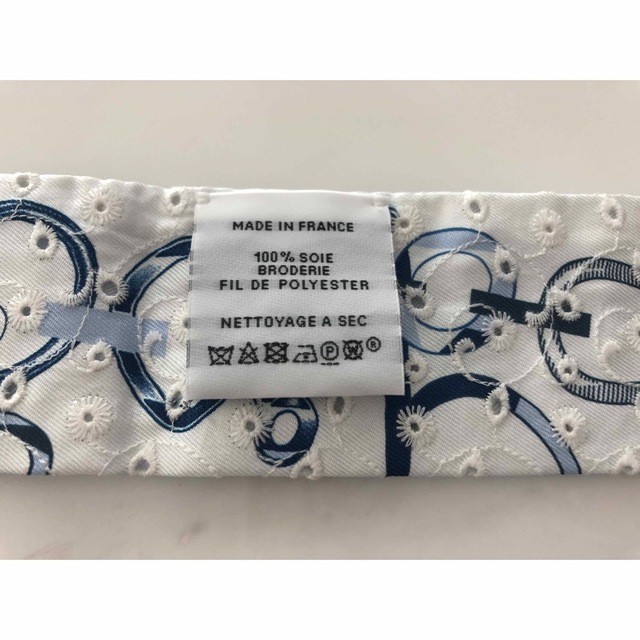 MADE IN FRANCE
100% SOIE
BRODERIE
FIL DE POLYESTER
NETTOYAGE A SEC
P W ®